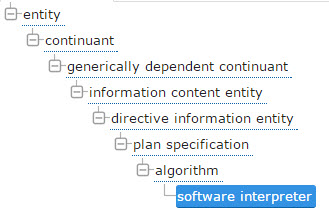 entity
continuant
generically dependent continuant
information content entity
directive information entity
plan specification
algorithm
software interpreter